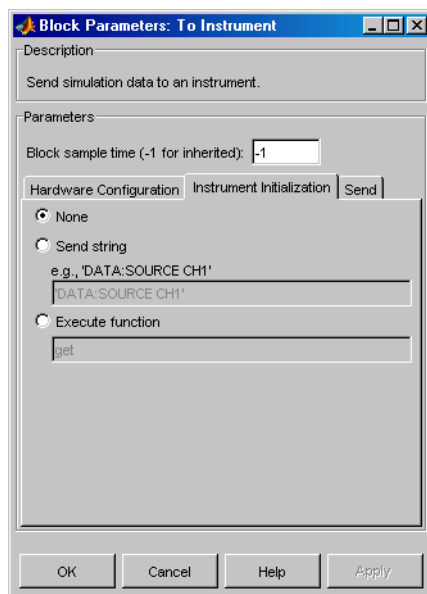 Block Parameters: To Instrument
Description
Send simulation data to an instrument.
Parameters
Block sample time (-1 for inherited): -1
Hardware Configuration Instrument Initialization Send
None
Send string
e.g., 'DATA:SOURCE CH1'
'DATA:SOURCE CH1'
Execute function
get
OK Cancel Help Apply